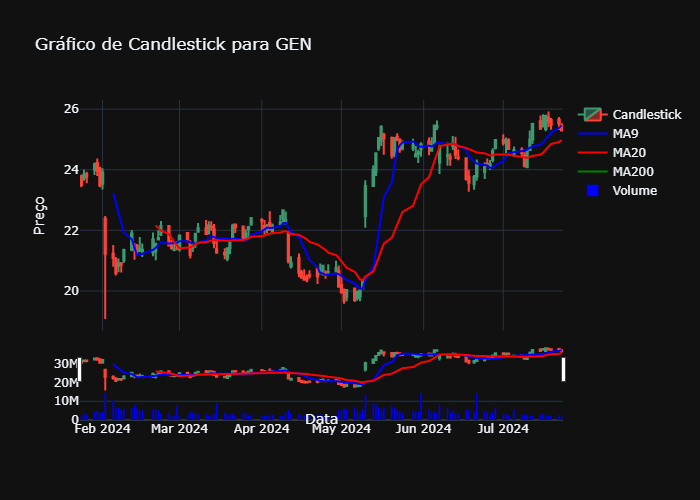 Gráfico de Candlestick para GEN
26
24
22
20
Preço
Candlestick
MA9
MA20
MA200
Volume
30M
20M
10M
0
Feb 2024
Mar 2024
Apr 2024
May 2024
Jun 2024
Jul 2024
Data